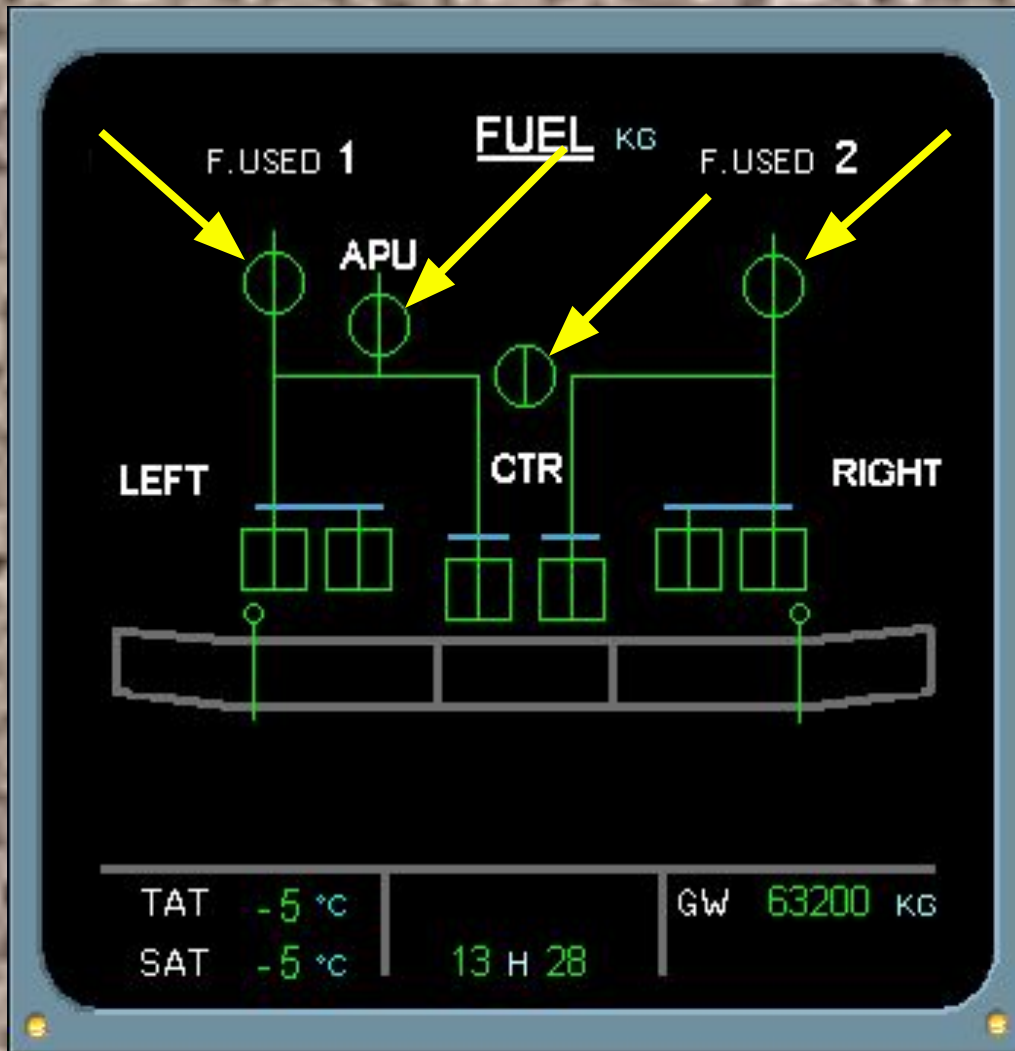 FUEL KG
F.USED 1 F.USED 2
APU
LEFT CTR RIGHT
TAT -5 °C GW 63200 KG
SAT -5 °C 13 H 28